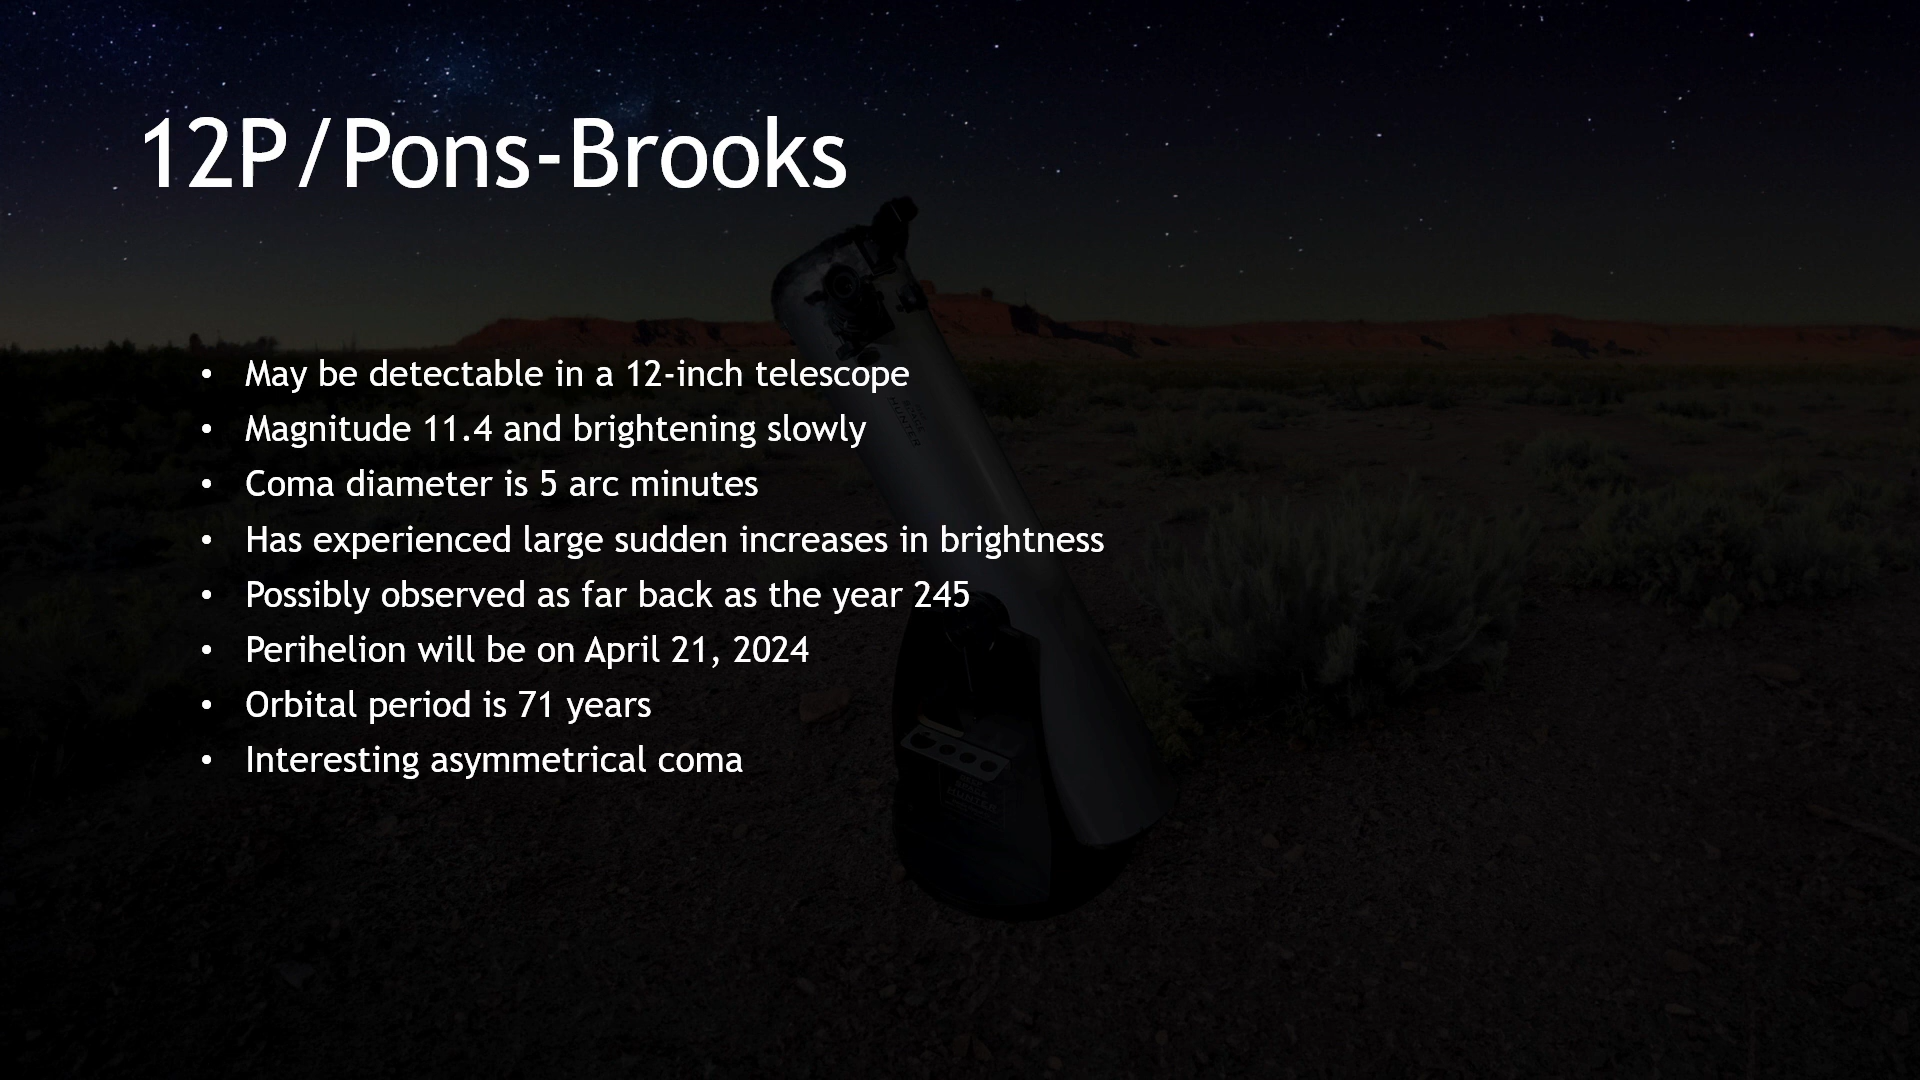 12P/Pons-Brooks
• May be detectable in a 12-inch telescope
• Magnitude 11.4 and brightening slowly
• Coma diameter is 5 arc minutes
• Has experienced large sudden increases in brightness
• Possibly observed as far back as the year 245
• Perihelion will be on April 21, 2024
• Orbital period is 71 years
• Interesting asymmetrical coma
HUNTER